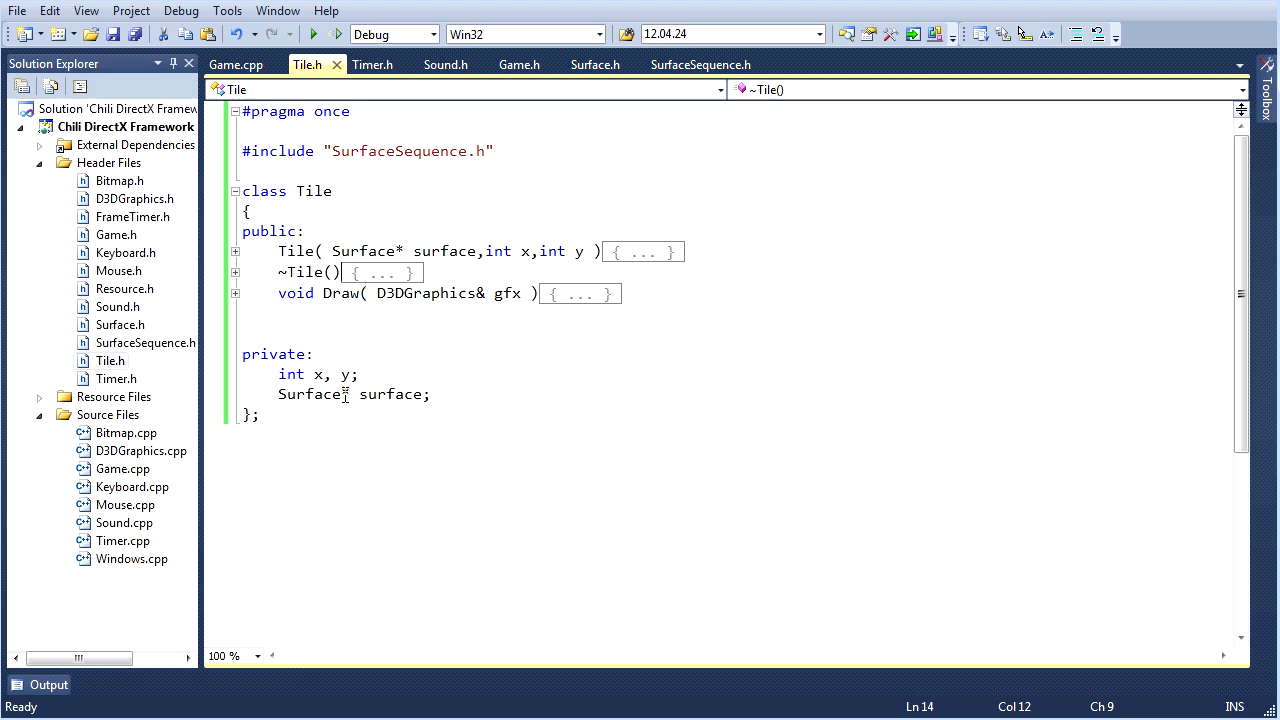 File Edit View Project Debug Tools Window Help
Debug Win32 12.04.24
Solution Explorer
Game.cpp Tile.h Timer.h Sound.h Game.h Surface.h SurfaceSequence.h
Tile ~Tile()
Solution 'Chili DirectX Framew
Chili DirectX Framework
External Dependencies
Header Files
Bitmap.h
D3DGraphics.h
FrameTimer.h
Game.h
Keyboard.h
Mouse.h
Resource.h
Sound.h
Surface.h
SurfaceSequence.h
Tile.h
Timer.h
Resource Files
Source Files
Bitmap.cpp
D3DGraphics.cpp
Game.cpp
Keyboard.cpp
Mouse.cpp
Sound.cpp
Timer.cpp
Windows.cpp
#pragma once
#include "SurfaceSequence.h"
class Tile
{
public:
Tile( Surface* surface,int x,int y ){ ... }
~Tile(){ ... }
void Draw( D3DGraphics& gfx ){ ... }
private:
int x, y;
Surface* surface;
};
100 %
Toolbox
Output
Ready Ln 14 Col 12 Ch 9 INS